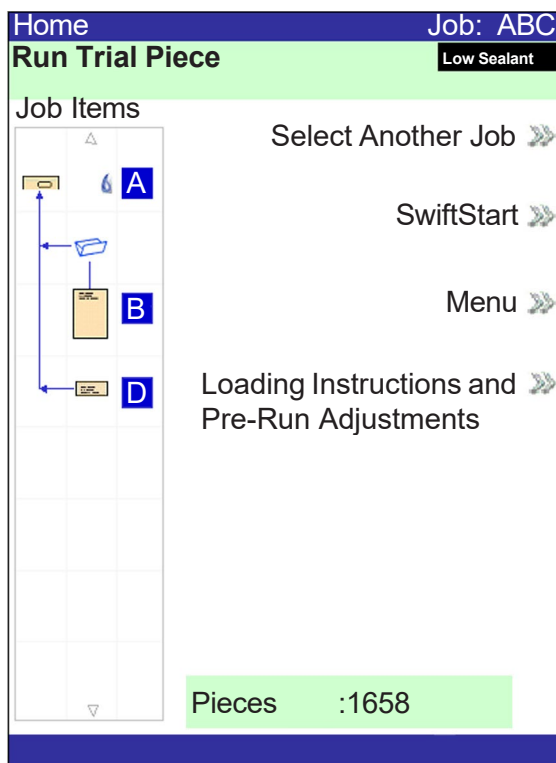 Home Job: ABC
Run Trial Piece Low Sealant
Job Items
Select Another Job
A
SwiftStart
Menu
B
Loading Instructions and
D
Pre-Run Adjustments
Pieces :1658